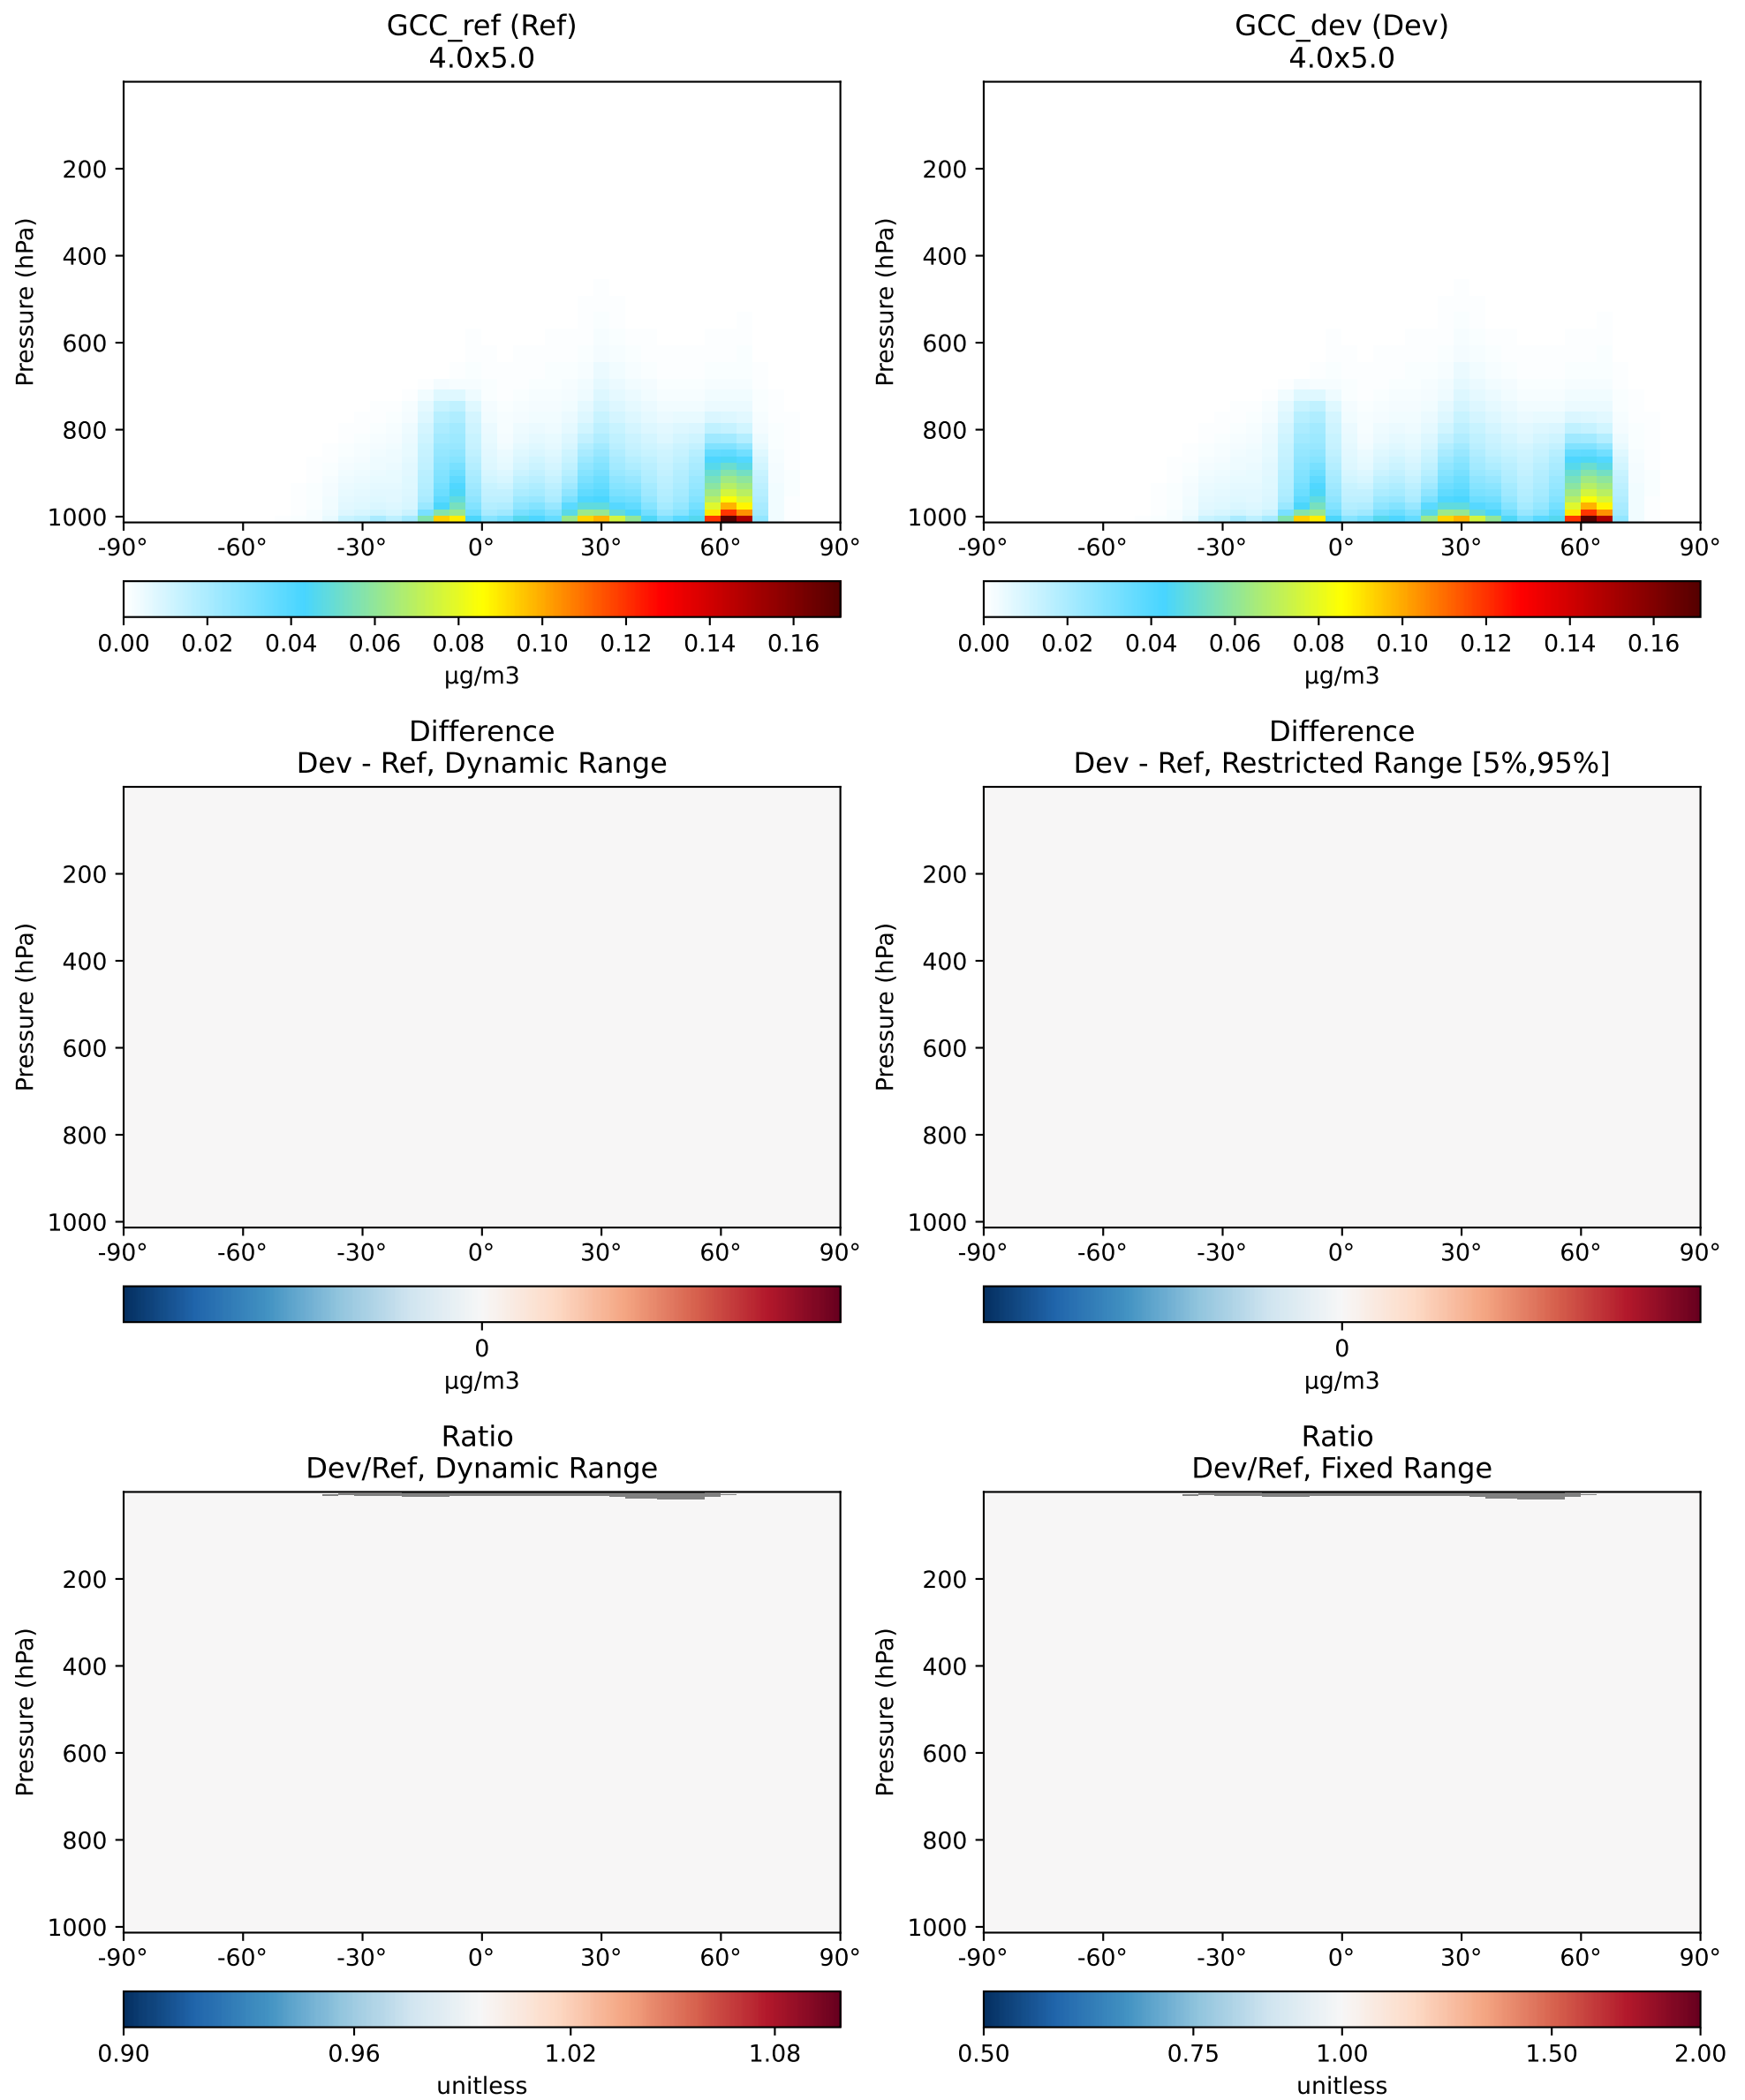 GCC_ref (Ref)
4.0x5.0
Pressure (hPa)
200
400
600
800
1000
-90° -60° -30° 0° 30° 60° 90°
0.00 0.02 0.04 0.06 0.08 0.10 0.12 0.14 0.16
μg/m3
GCC_dev (Dev)
4.0x5.0
Pressure (hPa)
200
400
600
800
1000
-90° -60° -30° 0° 30° 60° 90°
0.00 0.02 0.04 0.06 0.08 0.10 0.12 0.14 0.16
μg/m3
Difference
Dev - Ref, Dynamic Range
Pressure (hPa)
200
400
600
800
1000
-90° -60° -30° 0° 30° 60° 90°
0
μg/m3
Difference
Dev - Ref, Restricted Range [5%,95%]
Pressure (hPa)
200
400
600
800
1000
-90° -60° -30° 0° 30° 60° 90°
0
μg/m3
Ratio
Dev/Ref, Dynamic Range
Pressure (hPa)
200
400
600
800
1000
-90° -60° -30° 0° 30° 60° 90°
0.90 0.96 1.02 1.08
unitless
Ratio
Dev/Ref, Fixed Range
Pressure (hPa)
200
400
600
800
1000
-90° -60° -30° 0° 30° 60° 90°
0.50 0.75 1.00 1.50 2.00
unitless